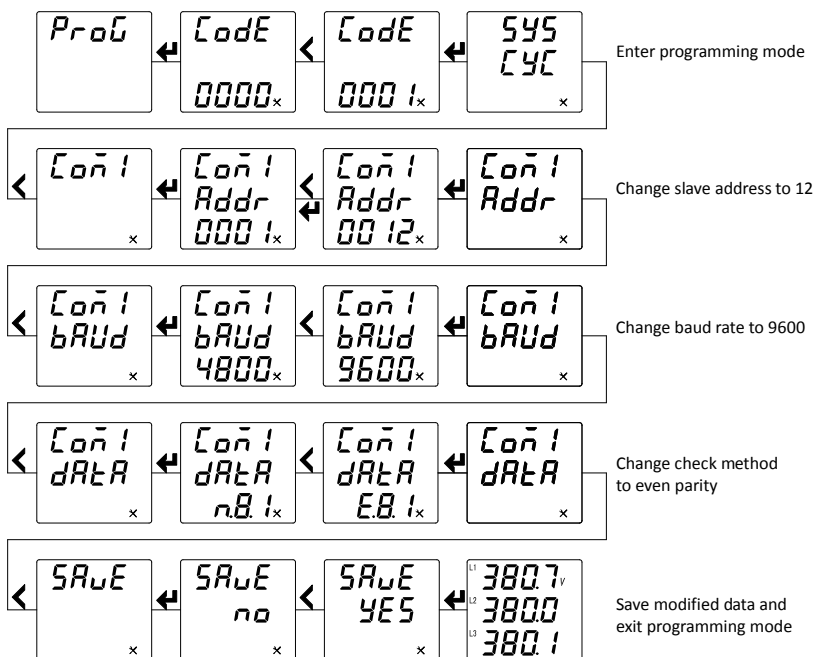 ProG
CodE
0000×
CodE
0001×
SYS
CYC
×
Enter programming mode
Com1
×
Com1
Addr
0001×
Com1
Addr
0012×
Com1
Addr
×
Change slave address to 12
Com1
bAUd
×
Com1
bAUd
4800×
Com1
bAUd
9600×
Com1
bAUd
×
Change baud rate to 9600
Com1
dAtA
×
Com1
dAtA
n.8.1×
Com1
dAtA
E.8.1×
Com1
dAtA
×
Change check method
to even parity
SAvE
×
SAvE
no
×
SAvE
YES
×
L1 380.7 V
L2 380.0
L3 380.1
Save modified data and
exit programming mode